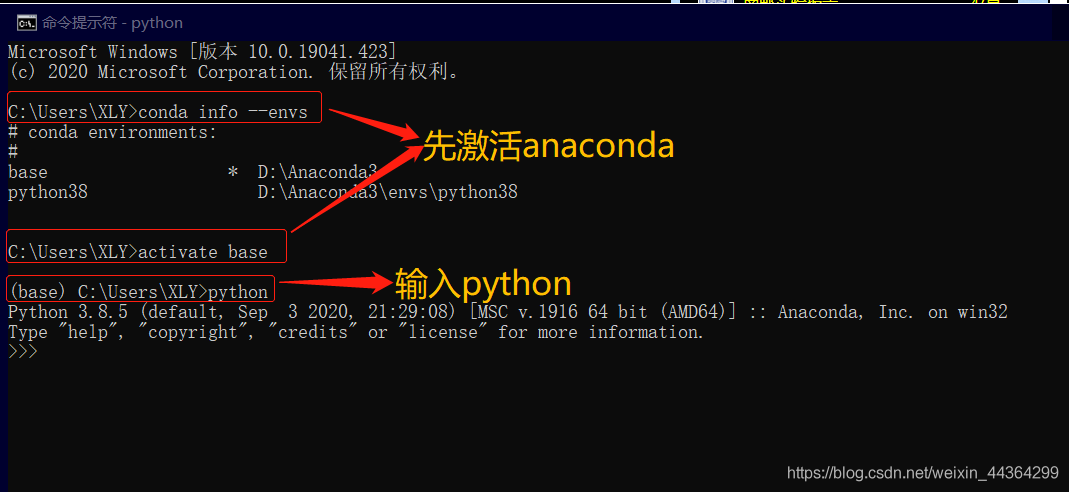 命令提示符 - python
Microsoft Windows [版本 10.0.19041.423]
(c) 2020 Microsoft Corporation. 保留所有权利。
C:\Users\XLY>conda info --envs
# conda environments:
#
base                  *  D:\Anaconda3
python38                 D:\Anaconda3\envs\python38
先激活anaconda
C:\Users\XLY>activate base
(base) C:\Users\XLY>python
输入python
Python 3.8.5 (default, Sep  3 2020, 21:29:08) [MSC v.1916 64 bit (AMD64)] :: Anaconda, Inc. on win32
Type "help", "copyright", "credits" or "license" for more information.
>>>
https://blog.csdn.net/weixin_44364299